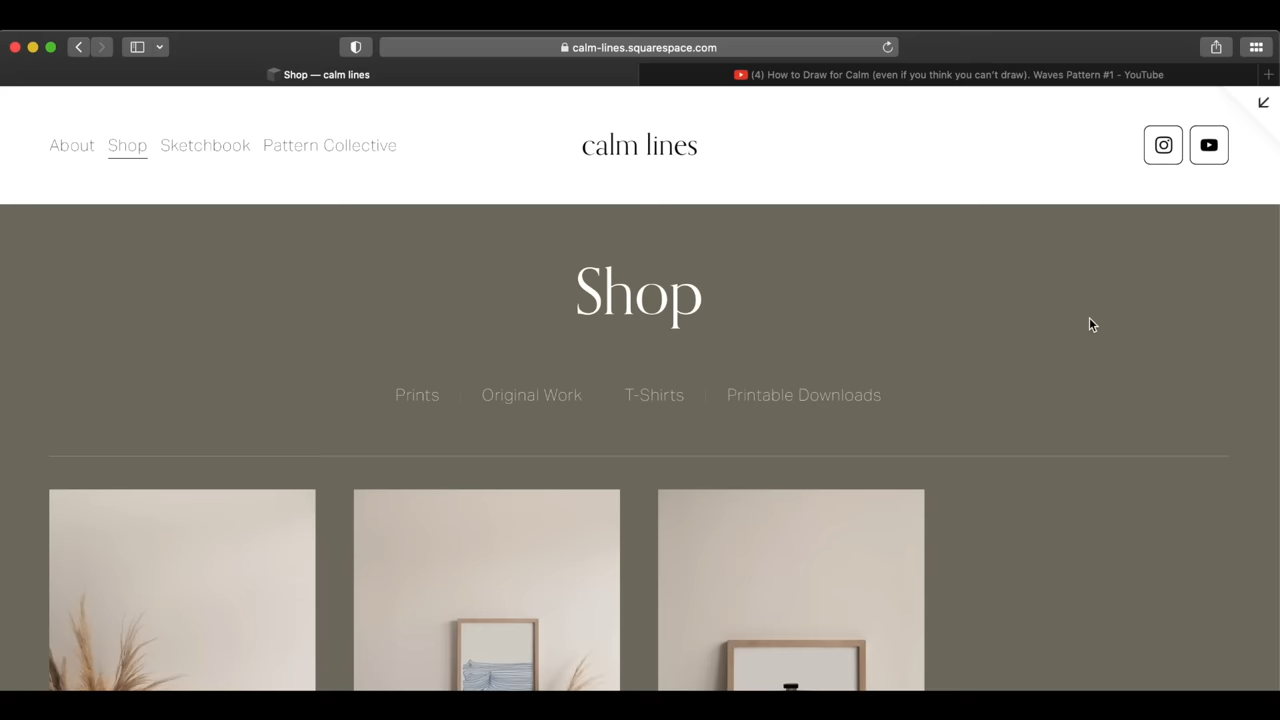 calm-lines.squarespace.com
Shop — calm lines
(4) How to Draw for Calm (even if you think you can't draw). Waves Pattern #1 - YouTube
About Shop Sketchbook Pattern Collective
calm lines
Shop
Prints Original Work T-Shirts Printable Downloads